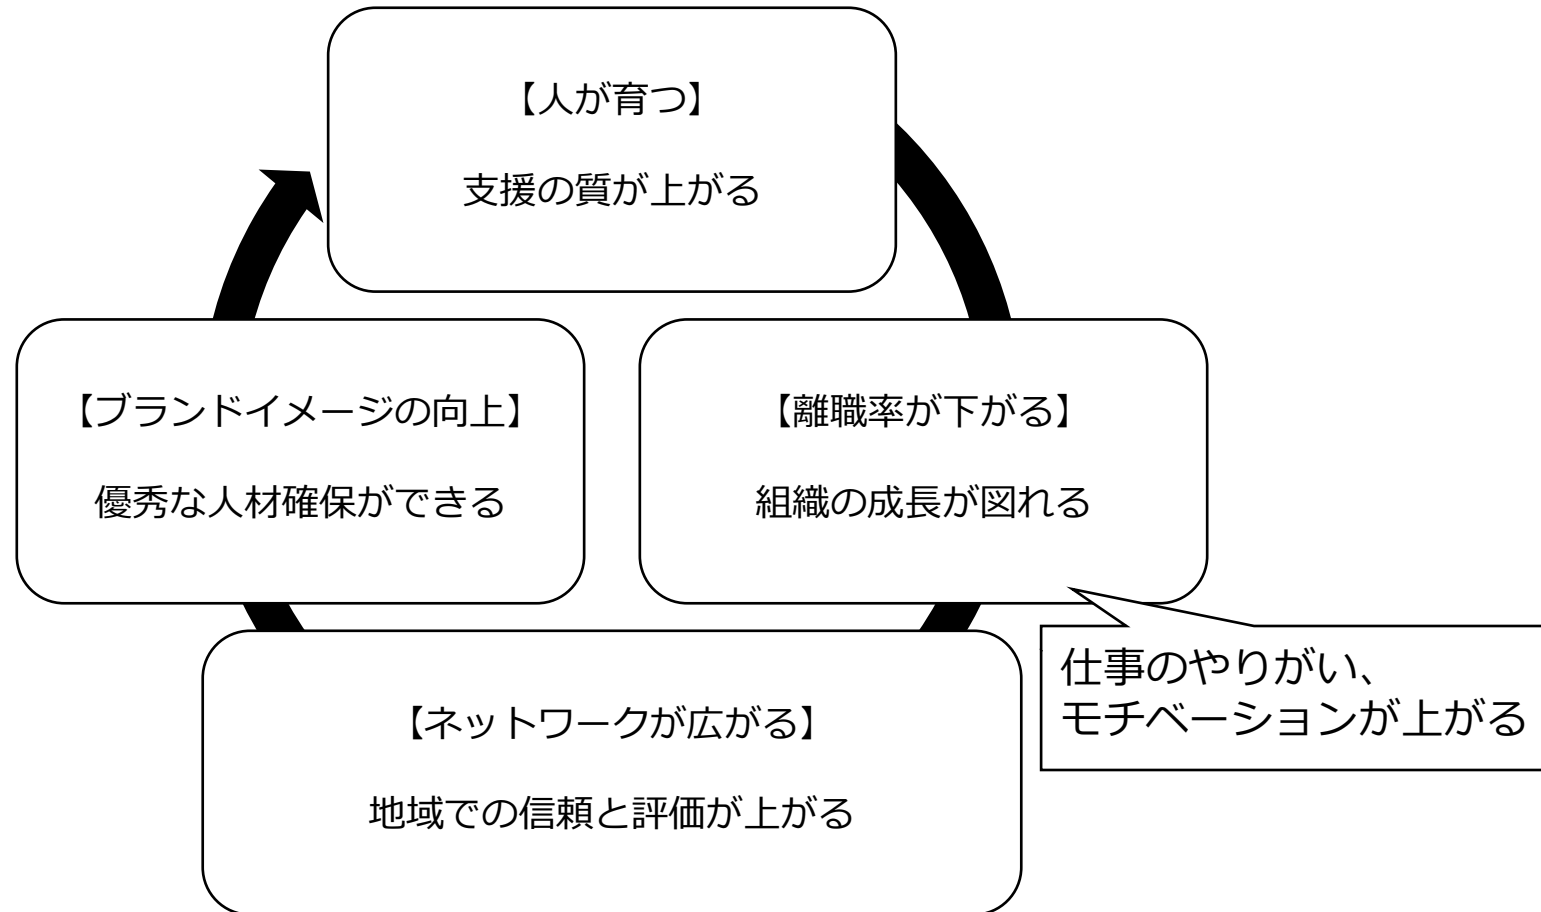 【人が育つ】
支援の質が上がる
【ブランドイメージの向上】
優秀な人材確保ができる
【離職率が下がる】
組織の成長が図れる
仕事のやりがい、
モチベーションが上がる
【ネットワークが広がる】
地域での信頼と評価が上がる